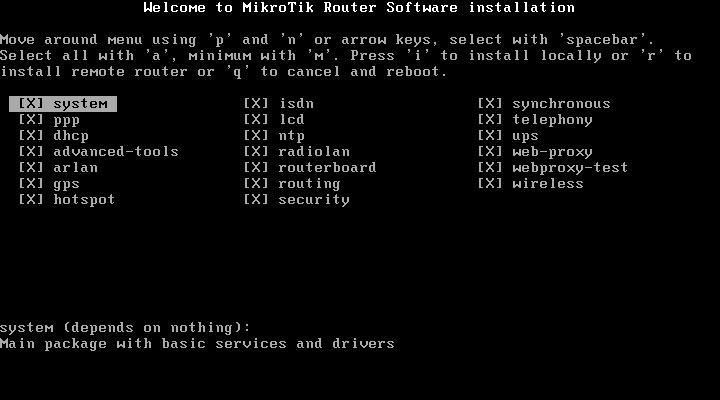 Welcome to MikroTik Router Software installation
Move around menu using 'p' and 'n' or arrow keys, select with 'spacebar'.
Select all with 'a', minimum with 'm'. Press 'i' to install locally or 'r' to
install remote router or 'q' to cancel and reboot.
[X] system [X] isdn [X] synchronous
[X] ppp [X] lcd [X] telephony
[X] dhcp [X] ntp [X] ups
[X] advanced-tools [X] radiolan [X] web-proxy
[X] arlan [X] routerboard [X] webproxy-test
[X] gps [X] routing [X] wireless
[X] hotspot [X] security
system (depends on nothing):
Main package with basic services and drivers